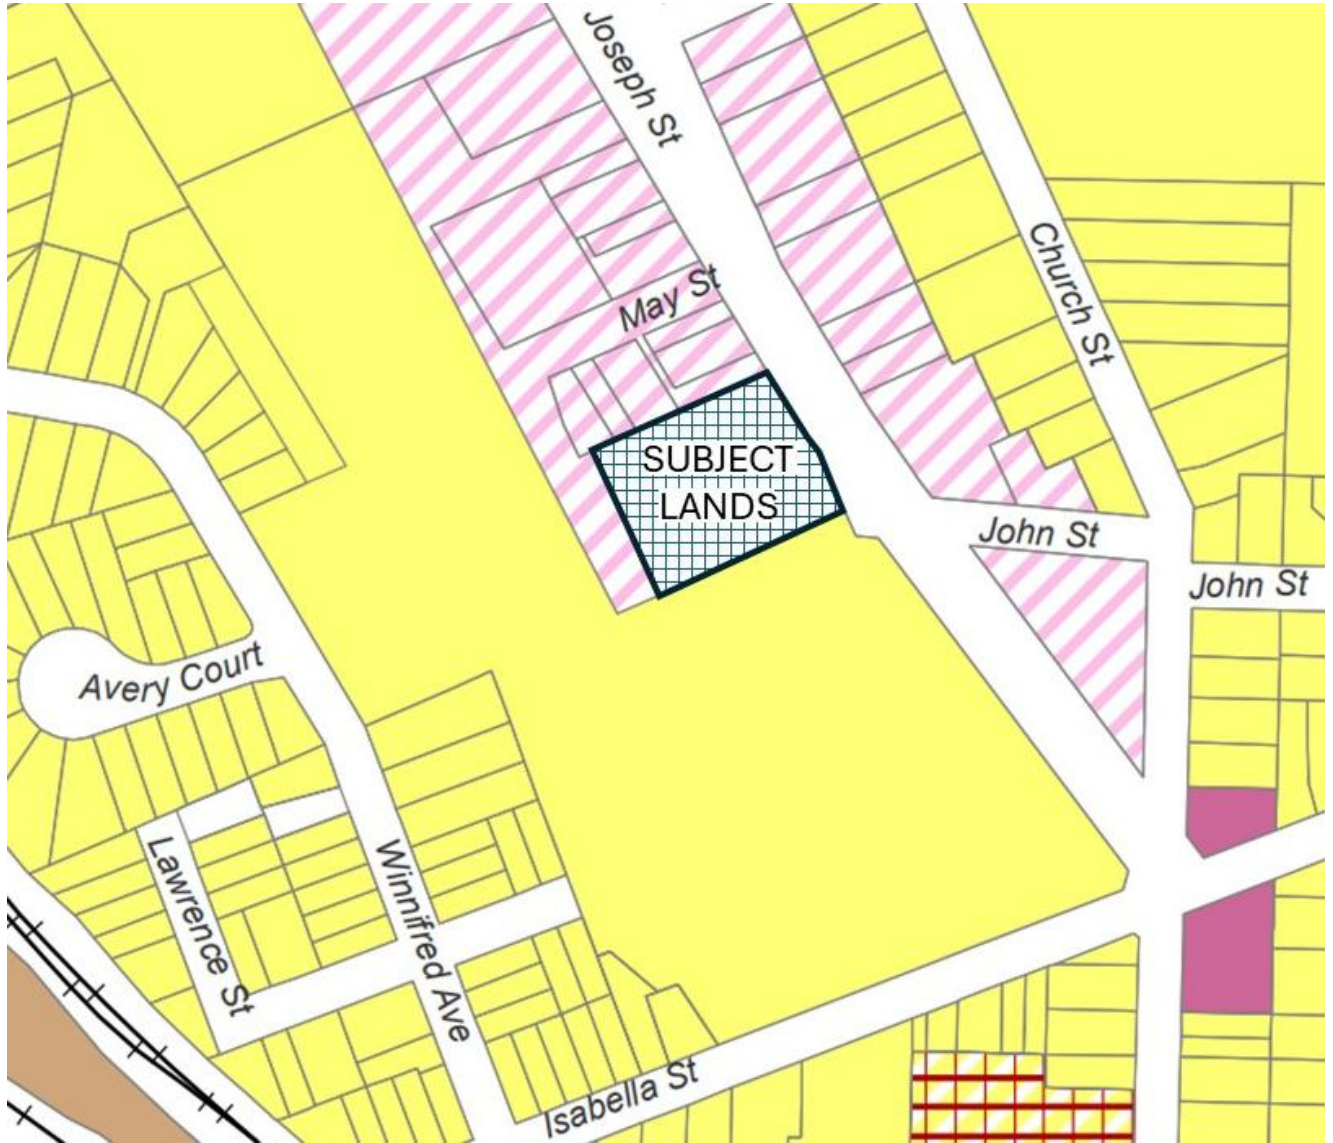 Joseph St
Church St
May St
SUBJECT
LANDS
John St
John St
Avery Court
Lawrence St
Winnifred Ave
Isabella St